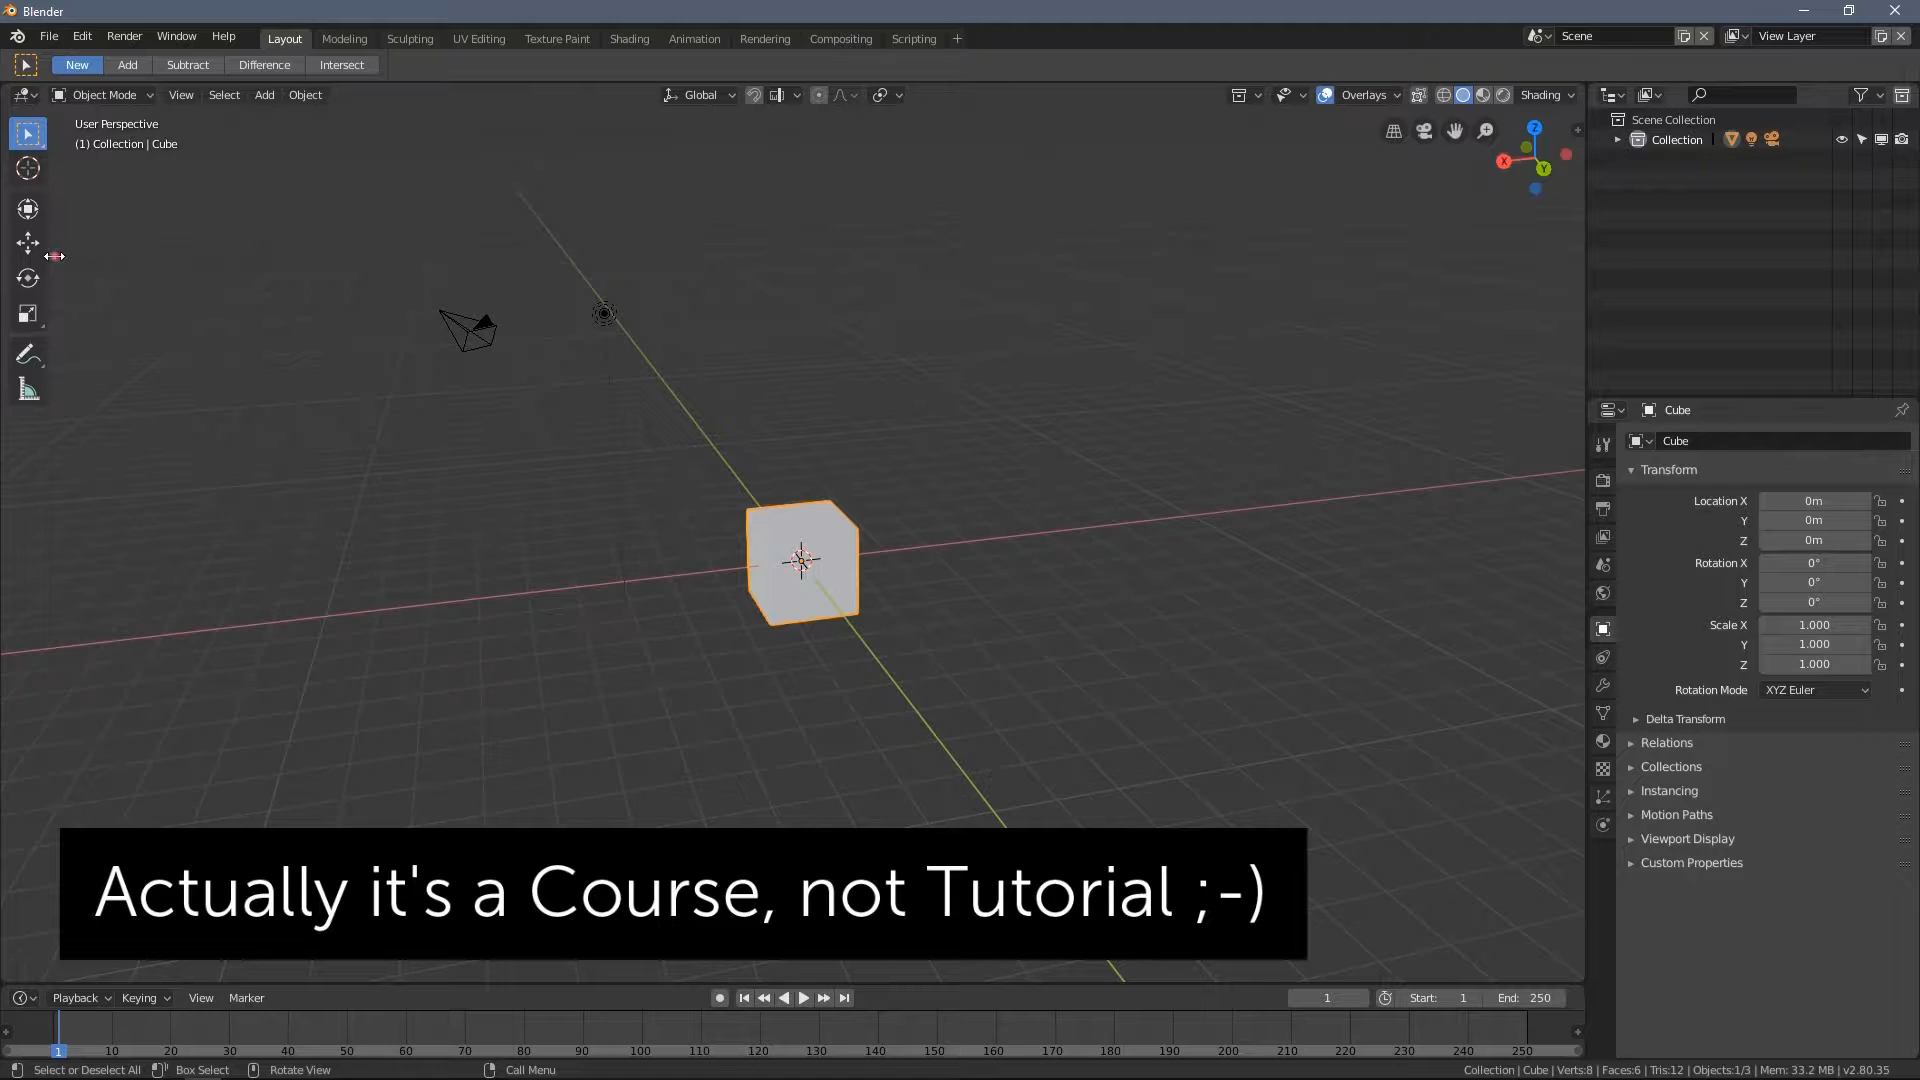 Blender
File Edit Render Window Help Layout Modeling Sculpting UV Editing Texture Paint Shading Animation Rendering Compositing Scripting + Scene View Layer
New Add Subtract Difference Intersect
Object Mode View Select Add Object Global Overlays Shading
User Perspective
(1) Collection | Cube
Z
X
Y
Scene Collection
Collection
Cube
Cube
Transform
Location X 0m
Y 0m
Z 0m
Rotation X 0°
Y 0°
Z 0°
Scale X 1.000
Y 1.000
Z 1.000
Rotation Mode XYZ Euler
Delta Transform
Relations
Collections
Instancing
Motion Paths
Viewport Display
Custom Properties
Actually it's a Course, not Tutorial ;-)
Playback Keying View Marker 1 Start: 1 End: 250
1 10 20 30 40 50 60 70 80 90 100 110 120 130 140 150 160 170 180 190 200 210 220 230 240 250
Select or Deselect All Box Select Rotate View Call Menu Collection | Cube | Verts:8 | Faces:6 | Tris:12 | Objects:1/3 | Mem: 33.2 MB | v2.80.35